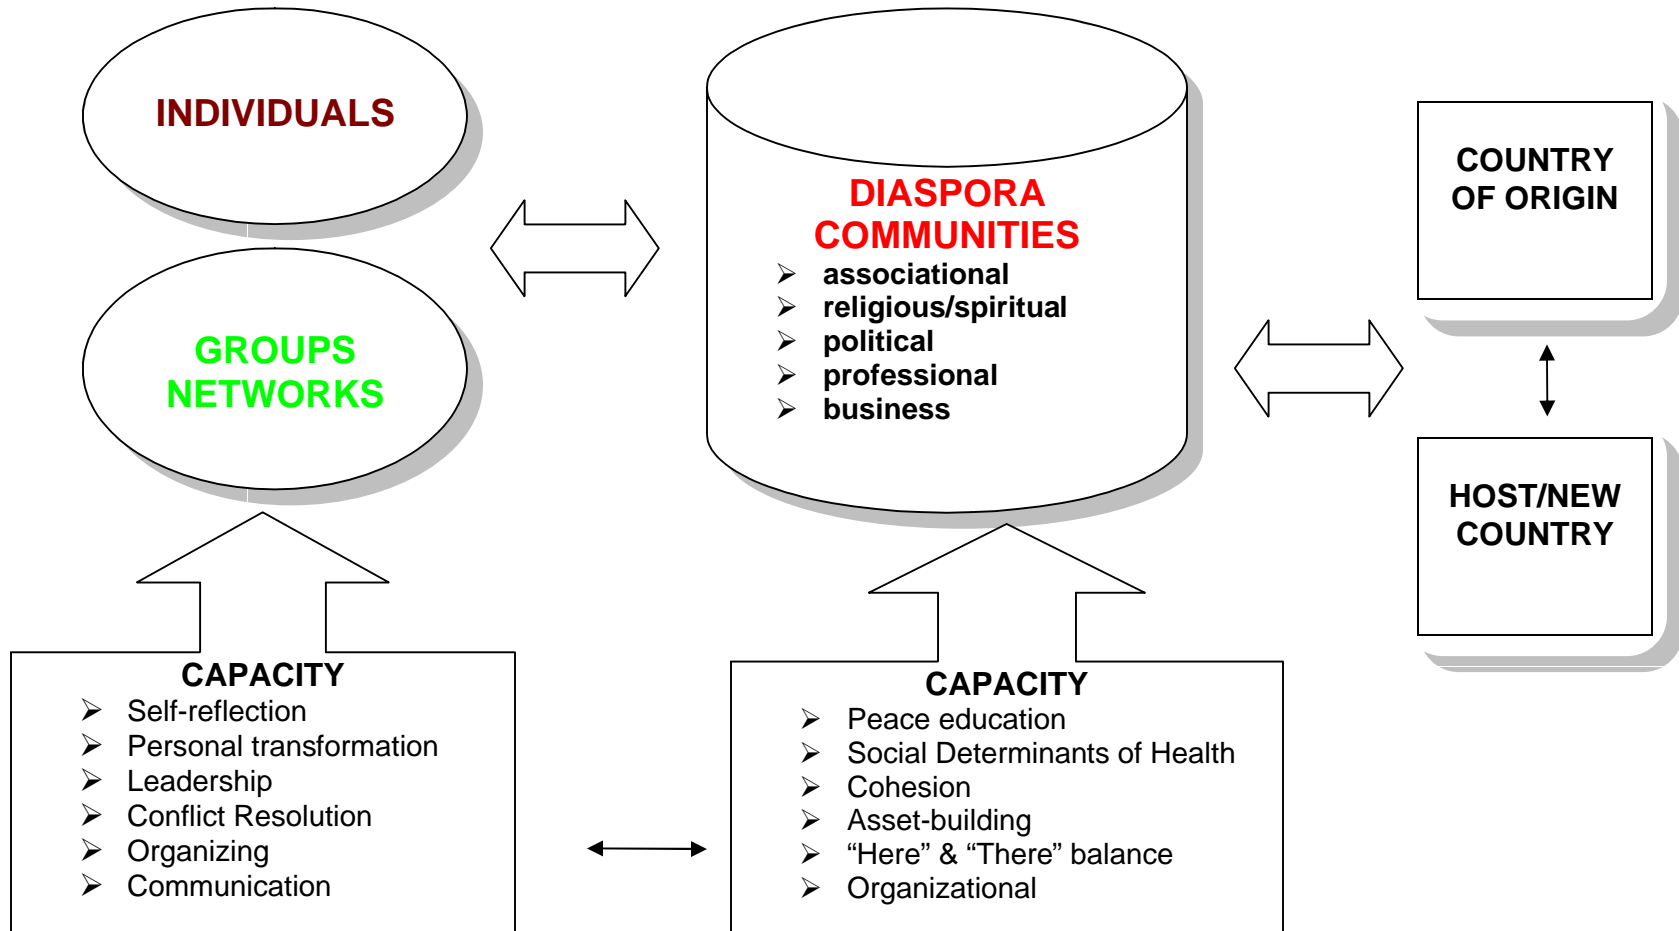 INDIVIDUALS
GROUPS
NETWORKS
DIASPORA
COMMUNITIES
➢ associational
➢ religious/spiritual
➢ political
➢ professional
➢ business
COUNTRY
OF ORIGIN
HOST/NEW
COUNTRY
CAPACITY
➢ Self-reflection
➢ Personal transformation
➢ Leadership
➢ Conflict Resolution
➢ Organizing
➢ Communication
CAPACITY
➢ Peace education
➢ Social Determinants of Health
➢ Cohesion
➢ Asset-building
➢ “Here” & “There” balance
➢ Organizational